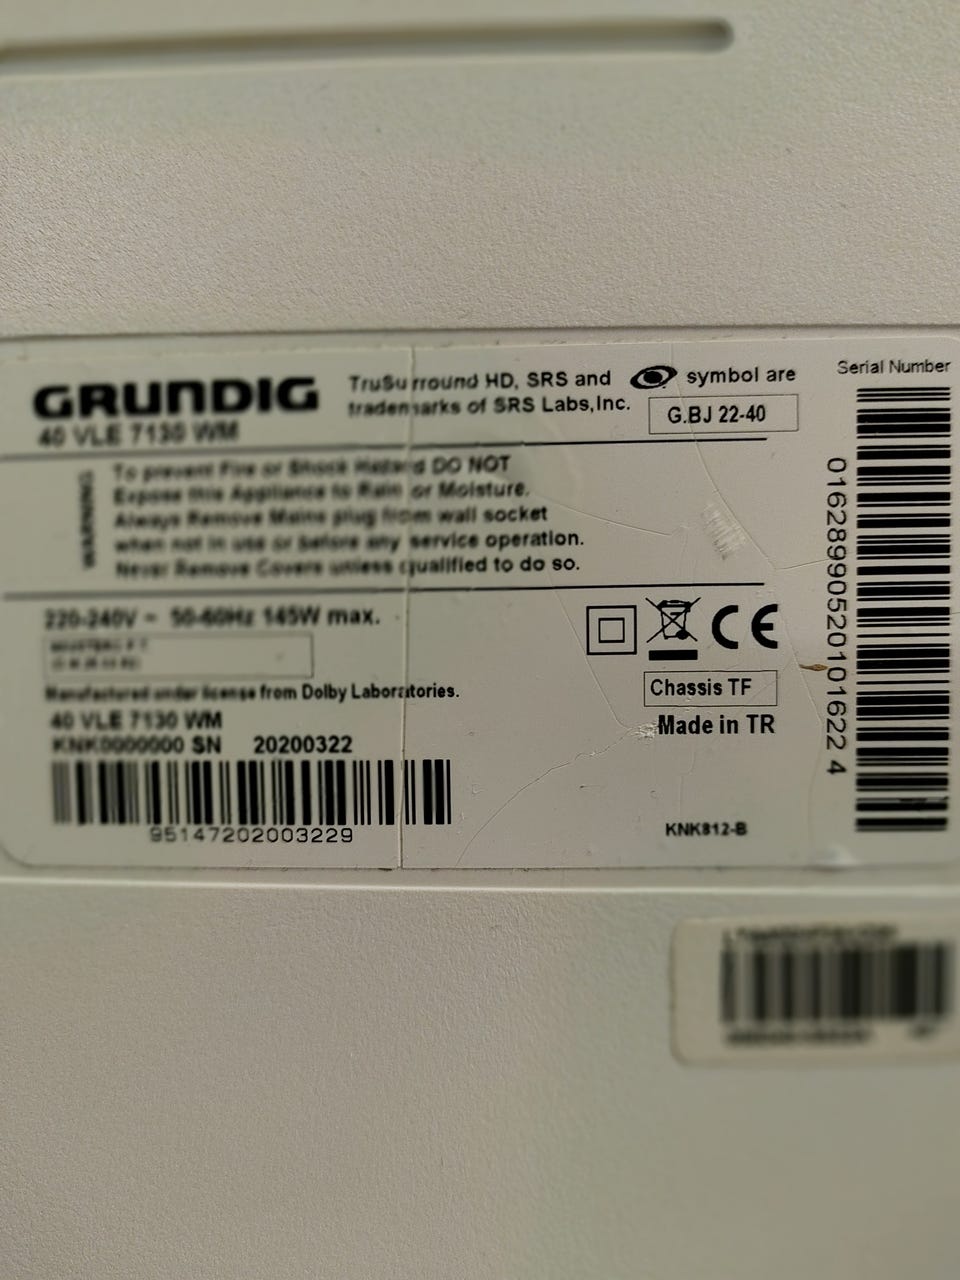 GRUNDIG
40 VLE 7130 WM
TruSurround HD, SRS and symbol are
trademarks of SRS Labs,Inc.
G.BJ 22-40
Serial Number
WARNING
To prevent Fire or Shock Hazard DO NOT
Expose this Appliance to Rain or Moisture.
Always Remove Mains plug from wall socket
when not in use or before any service operation.
Never Remove Covers unless qualified to do so.
220-240V ~ 50-60Hz 145W max.
Manufactured under license from Dolby Laboratories.
40 VLE 7130 WM
KNK0000000 SN 20200322
95147202003229
CE
Chassis TF
Made in TR
KNK812-B
01628990520101622 4